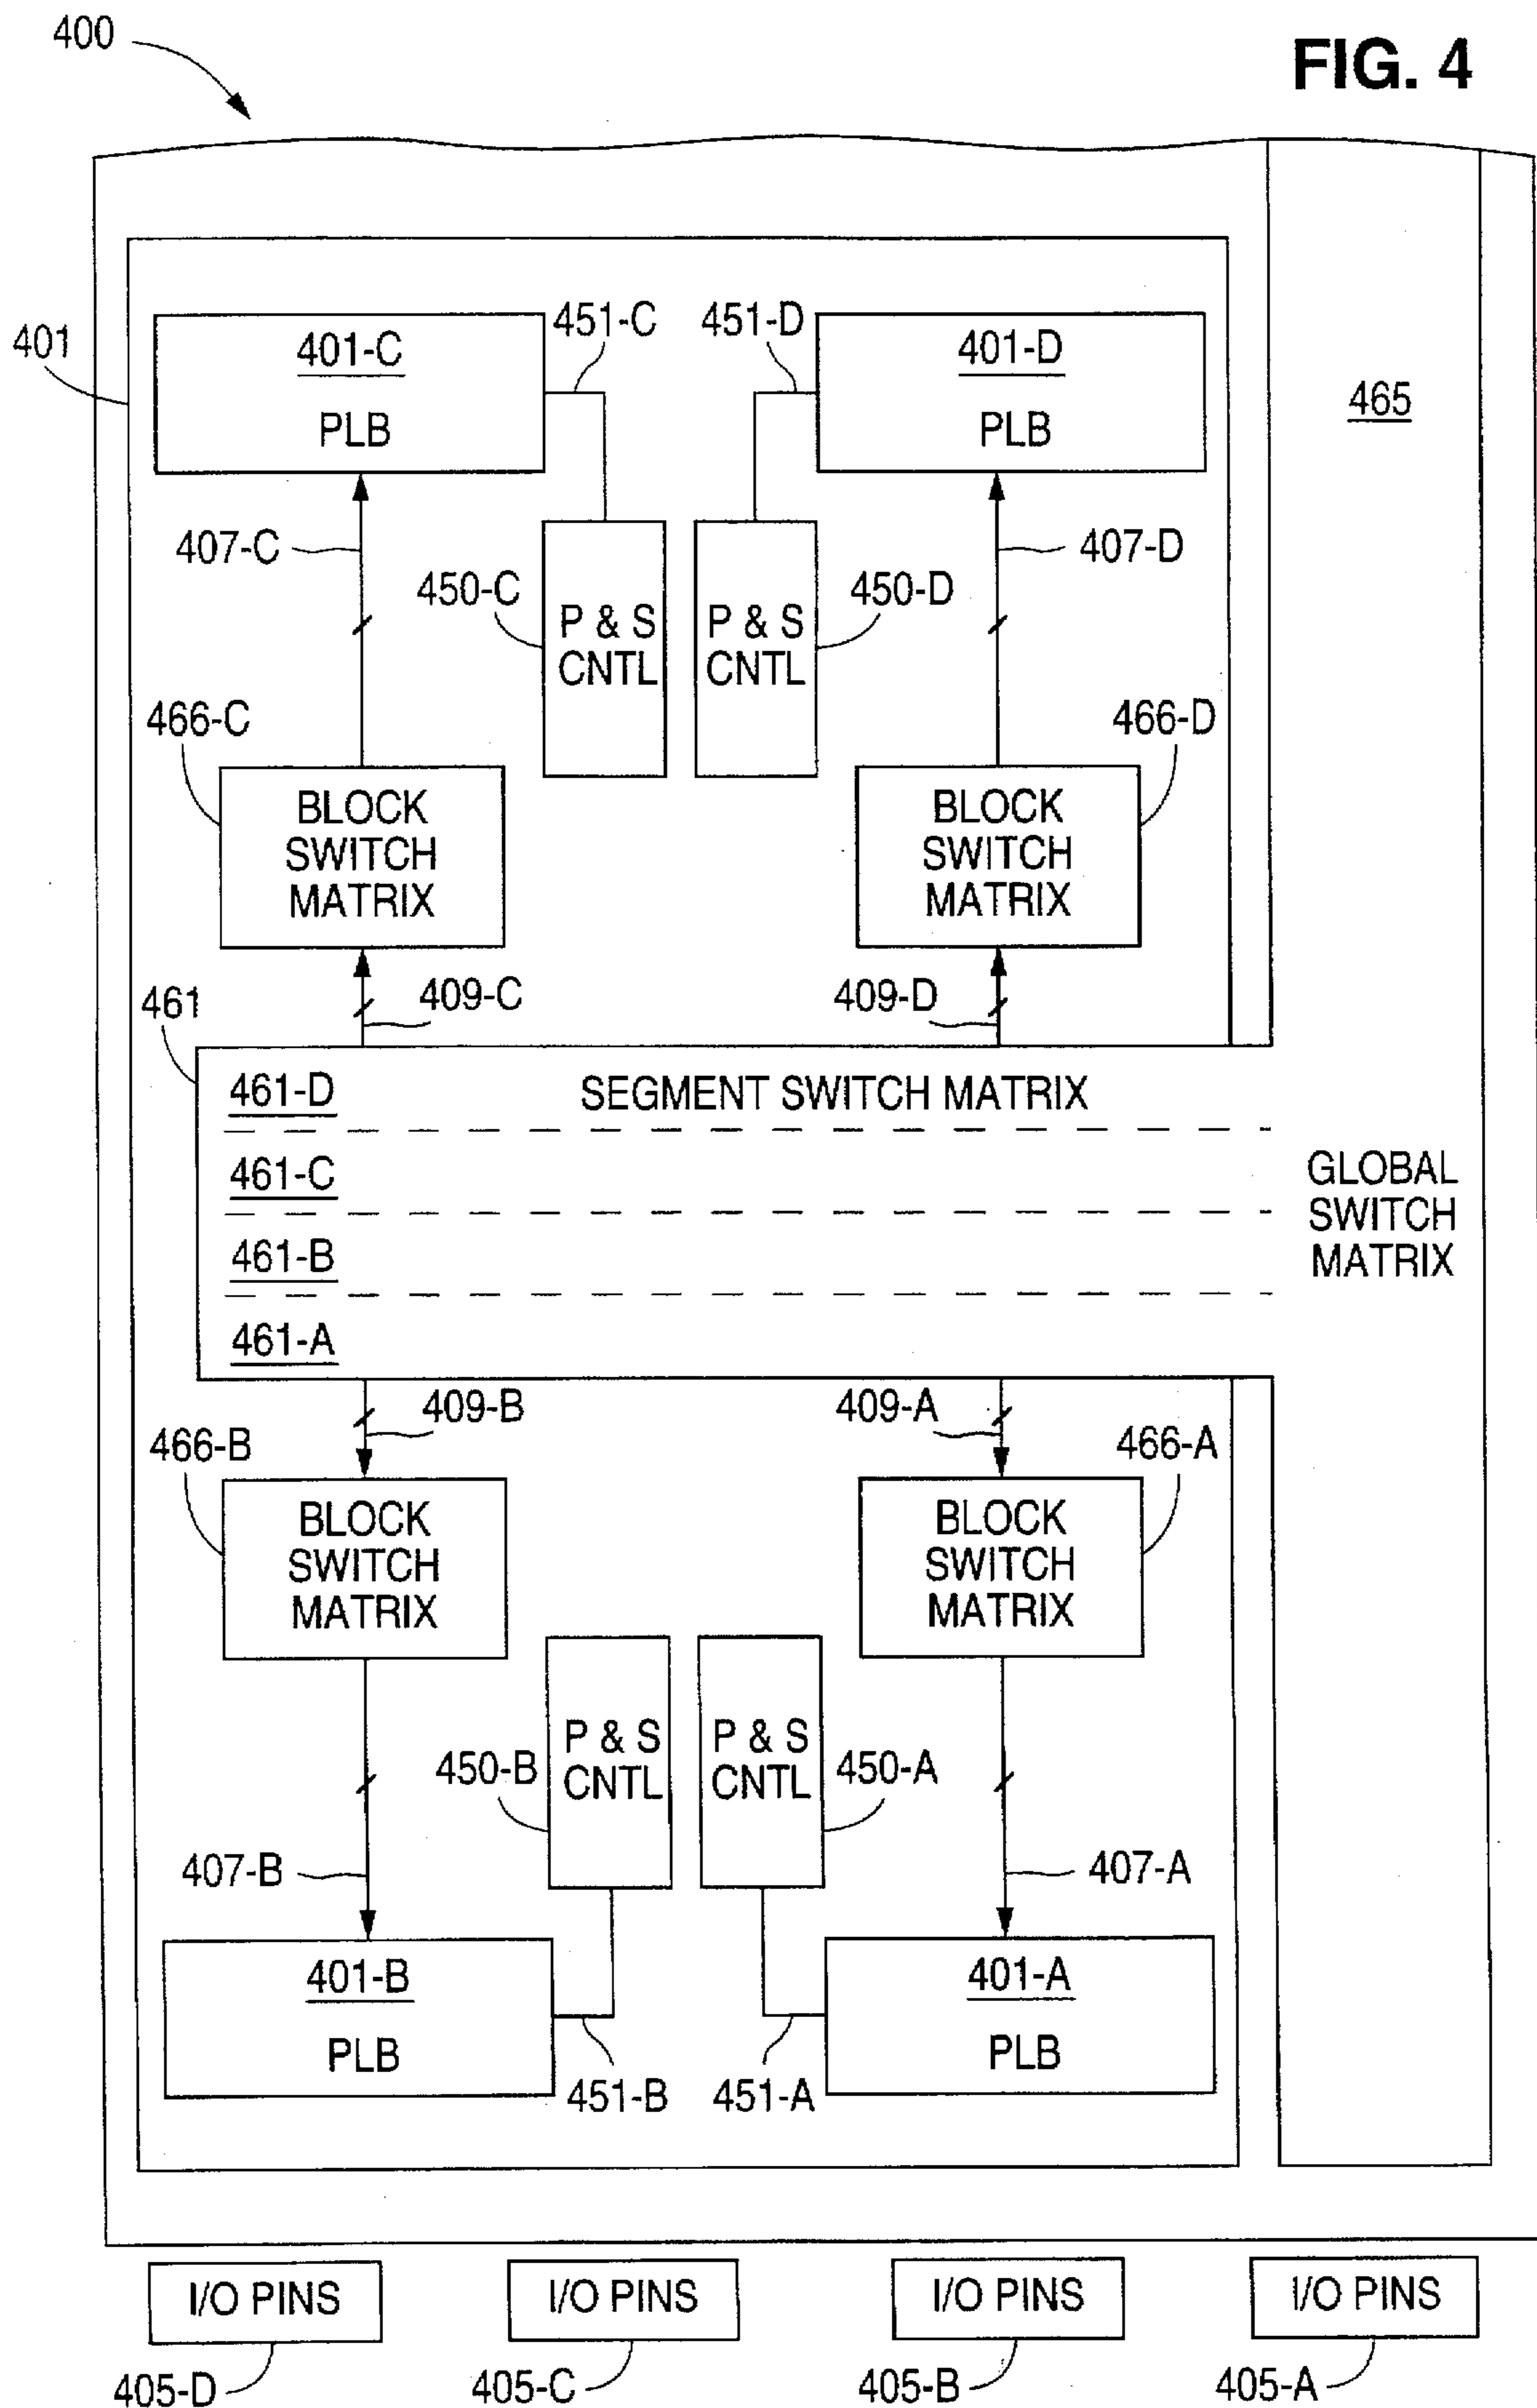 400
FIG. 4
401
401-C
PLB
451-C
451-D
401-D
PLB
465
407-C
407-D
450-C
P & S
CNTL
P & S
CNTL
450-D
466-C
466-D
BLOCK
SWITCH
MATRIX
BLOCK
SWITCH
MATRIX
409-C
409-D
461
461-D
SEGMENT SWITCH MATRIX
461-C
461-B
461-A
GLOBAL
SWITCH
MATRIX
409-B
409-A
466-B
466-A
BLOCK
SWITCH
MATRIX
BLOCK
SWITCH
MATRIX
450-B
P & S
CNTL
P & S
CNTL
450-A
407-B
407-A
401-B
PLB
401-A
PLB
451-B
451-A
I/O PINS
I/O PINS
I/O PINS
I/O PINS
405-D
405-C
405-B
405-A